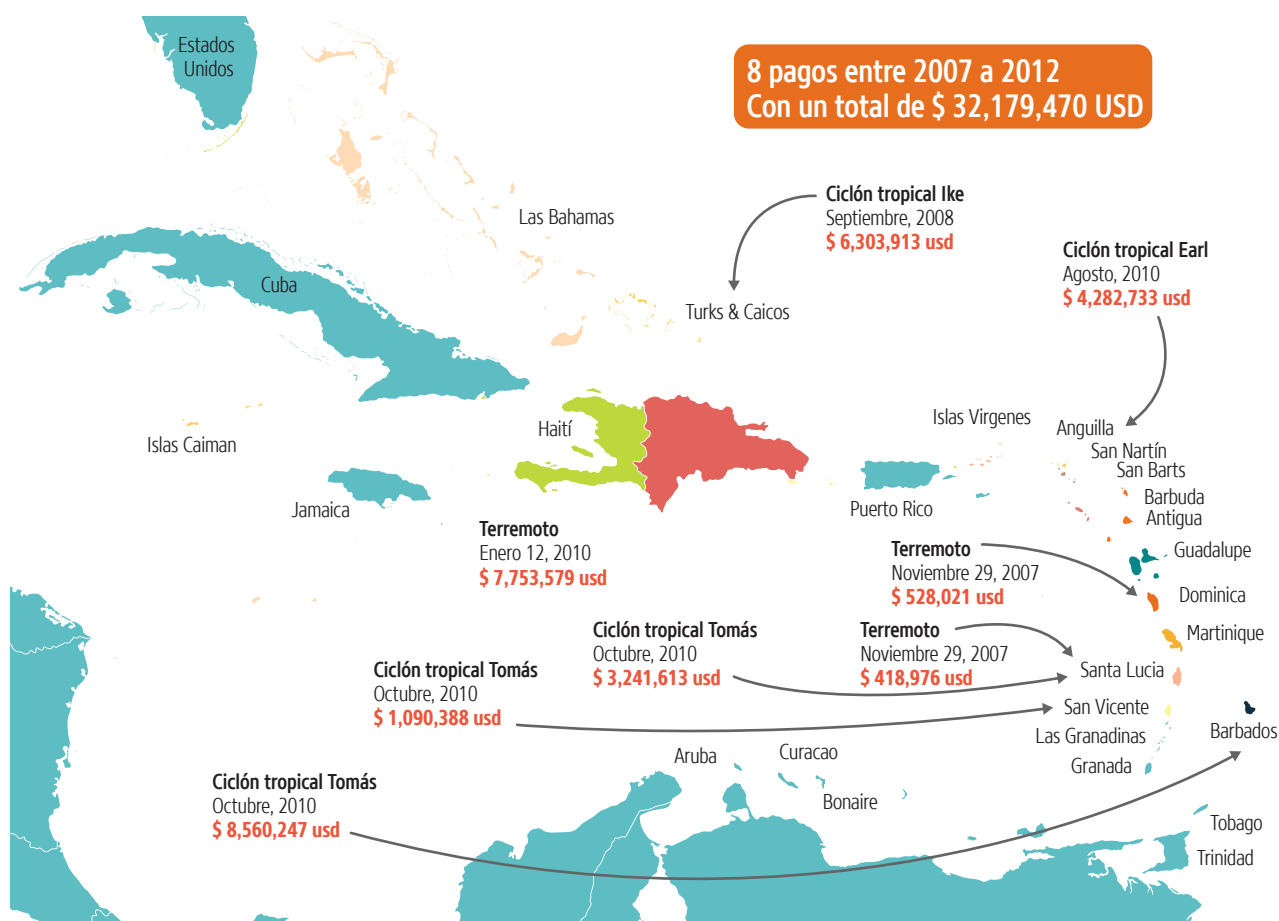 Estados
Unidos
8 pagos entre 2007 a 2012
Con un total de $ 32,179,470 USD
Ciclón tropical Ike
Septiembre, 2008
$ 6,303,913 usd
Las Bahamas
Ciclón tropical Earl
Agosto, 2010
$ 4,282,733 usd
Cuba
Turks & Caicos
Islas Caiman
Haití
Islas Virgenes
Anguilla
San Nartín
San Barts
Jamaica
Puerto Rico
Barbuda
Antigua
Terremoto
Enero 12, 2010
$ 7,753,579 usd
Terremoto
Noviembre 29, 2007
$ 528,021 usd
Guadalupe
Dominica
Ciclón tropical Tomás
Octubre, 2010
$ 3,241,613 usd
Terremoto
Noviembre 29, 2007
$ 418,976 usd
Martinique
Santa Lucia
Ciclón tropical Tomás
Octubre, 2010
$ 1,090,388 usd
San Vicente
Las Granadinas
Granada
Barbados
Aruba
Curacao
Bonaire
Ciclón tropical Tomás
Octubre, 2010
$ 8,560,247 usd
Tobago
Trinidad